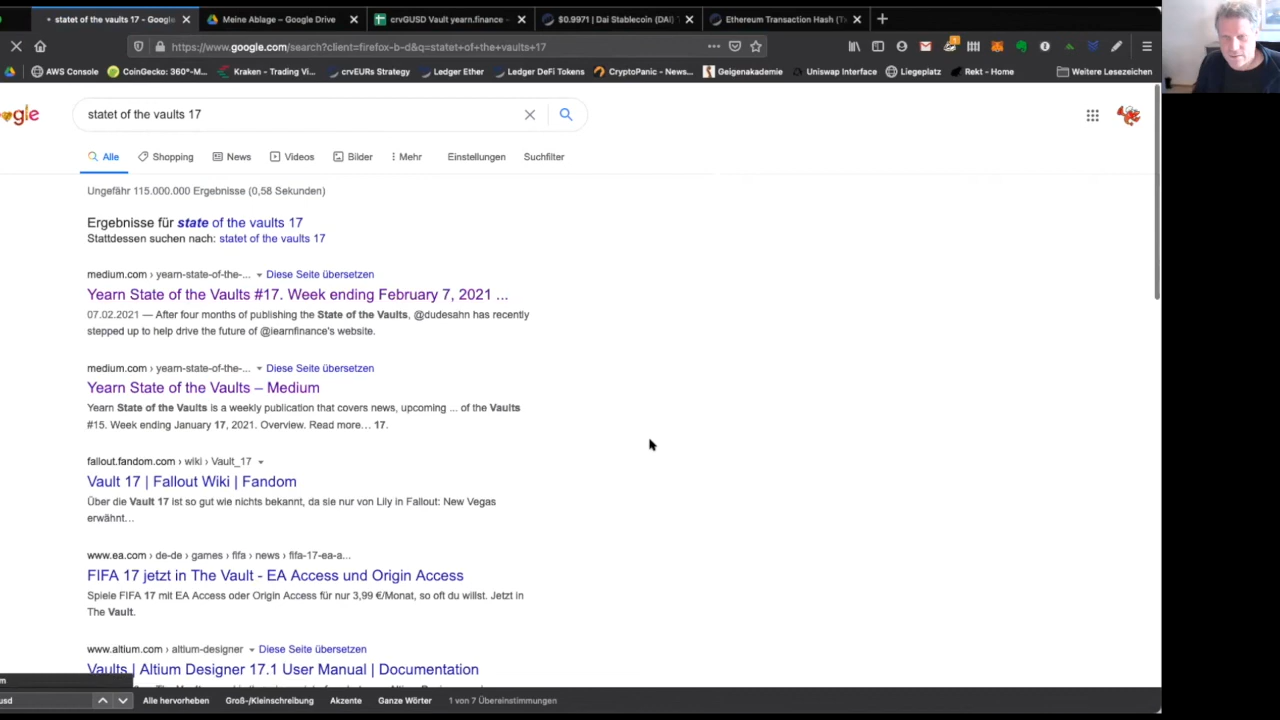 statet of the vaults 17 - Google
Meine Ablage – Google Drive
crvGUSD Vault yearn.finance -
$0.9971 | Dai Stablecoin (DAI) T
Ethereum Transaction Hash (Tx
https://www.google.com/search?client=firefox-b-d&q=statet+of+the+vaults+17
AWS Console
CoinGecko: 360°-M...
Kraken - Trading Vi...
crvEURs Strategy
Ledger Ether
Ledger DeFi Tokens
CryptoPanic - News...
Geigenakademie
Uniswap Interface
Liegeplatz
Rekt - Home
Weitere Lesezeichen
ogle
statet of the vaults 17
Alle
Shopping
News
Videos
Bilder
Mehr
Einstellungen
Suchfilter
Ungefähr 115.000.000 Ergebnisse (0,58 Sekunden)
Ergebnisse für state of the vaults 17
Stattdessen suchen nach: statet of the vaults 17
medium.com › yearn-state-of-the-... Diese Seite übersetzen
Yearn State of the Vaults #17. Week ending February 7, 2021 ...
07.02.2021 — After four months of publishing the State of the Vaults, @dudesahn has recently
stepped up to help drive the future of @iearnfinance's website.
medium.com › yearn-state-of-the-... Diese Seite übersetzen
Yearn State of the Vaults – Medium
Yearn State of the Vaults is a weekly publication that covers news, upcoming ... of the Vaults
#15. Week ending January 17, 2021. Overview. Read more... 17.
fallout.fandom.com › wiki › Vault_17
Vault 17 | Fallout Wiki | Fandom
Über die Vault 17 ist so gut wie nichts bekannt, da sie nur von Lily in Fallout: New Vegas
erwähnt...
www.ea.com › de-de › games › fifa › news › fifa-17-ea-a...
FIFA 17 jetzt in The Vault - EA Access und Origin Access
Spiele FIFA 17 mit EA Access oder Origin Access für nur 3,99 €/Monat, so oft du willst. Jetzt in
The Vault.
www.altium.com › altium-designer Diese Seite übersetzen
Vaults | Altium Designer 17.1 User Manual | Documentation
usd
Alle hervorheben
Groß-/Kleinschreibung
Akzente
Ganze Wörter
1 von 7 Übereinstimmungen